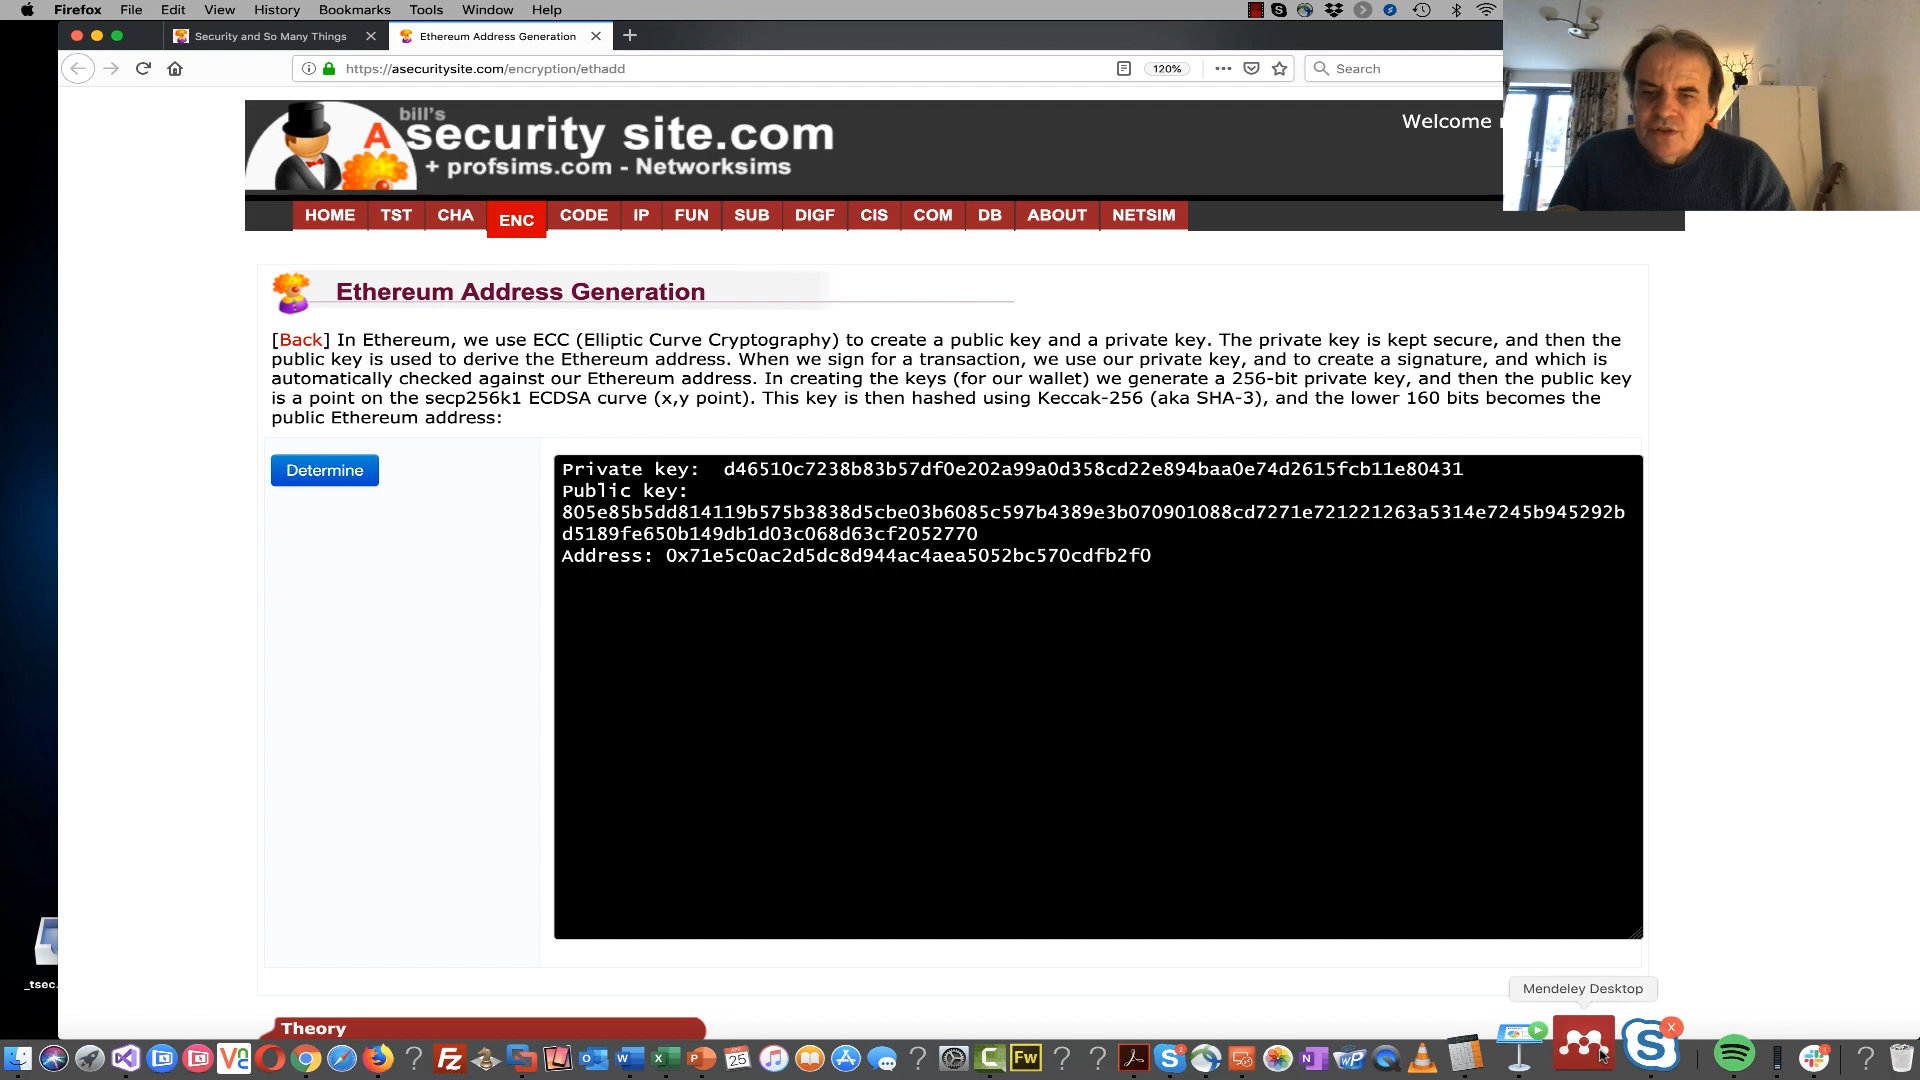 Firefox File Edit View History Bookmarks Tools Window Help
Security and So Many Things
Ethereum Address Generation
https://asecuritysite.com/encryption/ethadd
120%
Search
bill's
Asecurity site.com
+ profsims.com - Networksims
Welcome
HOME TST CHA ENC CODE IP FUN SUB DIGF CIS COM DB ABOUT NETSIM
Ethereum Address Generation
[Back] In Ethereum, we use ECC (Elliptic Curve Cryptography) to create a public key and a private key. The private key is kept secure, and then the
public key is used to derive the Ethereum address. When we sign for a transaction, we use our private key, and to create a signature, and which is
automatically checked against our Ethereum address. In creating the keys (for our wallet) we generate a 256-bit private key, and then the public key
is a point on the secp256k1 ECDSA curve (x,y point). This key is then hashed using Keccak-256 (aka SHA-3), and the lower 160 bits becomes the
public Ethereum address:
Determine
Private key: d46510c7238b83b57df0e202a99a0d358cd22e894baa0e74d2615fcb11e80431
Public key:
805e85b5dd814119b575b3838d5cbe03b6085c597b4389e3b070901088cd7271e721221263a5314e7245b945292b
d5189fe650b149db1d03c068d63cf2052770
Address: 0x71e5c0ac2d5dc8d944ac4aea5052bc570cdfb2f0
_tsec.
Mendeley Desktop
Theory